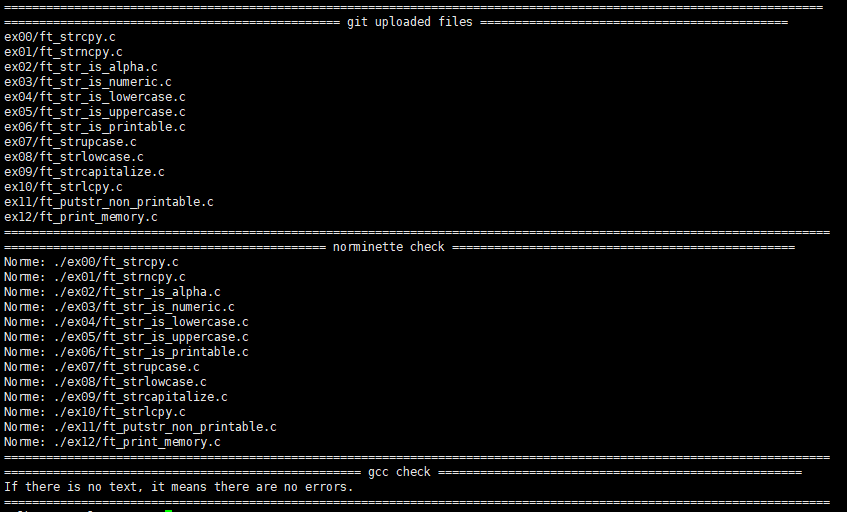 =====================================================================================================================
================================================ git uploaded files ============================================
ex00/ft_strcpy.c
ex01/ft_strncpy.c
ex02/ft_str_is_alpha.c
ex03/ft_str_is_numeric.c
ex04/ft_str_is_lowercase.c
ex05/ft_str_is_uppercase.c
ex06/ft_str_is_printable.c
ex07/ft_strupcase.c
ex08/ft_strlowcase.c
ex09/ft_strcapitalize.c
ex10/ft_strlcpy.c
ex11/ft_putstr_non_printable.c
ex12/ft_print_memory.c
======================================================================================================================
============================================== norminette check =================================================
Norme: ./ex00/ft_strcpy.c
Norme: ./ex01/ft_strncpy.c
Norme: ./ex02/ft_str_is_alpha.c
Norme: ./ex03/ft_str_is_numeric.c
Norme: ./ex04/ft_str_is_lowercase.c
Norme: ./ex05/ft_str_is_uppercase.c
Norme: ./ex06/ft_str_is_printable.c
Norme: ./ex07/ft_strupcase.c
Norme: ./ex08/ft_strlowcase.c
Norme: ./ex09/ft_strcapitalize.c
Norme: ./ex10/ft_strlcpy.c
Norme: ./ex11/ft_putstr_non_printable.c
Norme: ./ex12/ft_print_memory.c
======================================================================================================================
=================================================== gcc check ====================================================
If there is no text, it means there are no errors.
======================================================================================================================